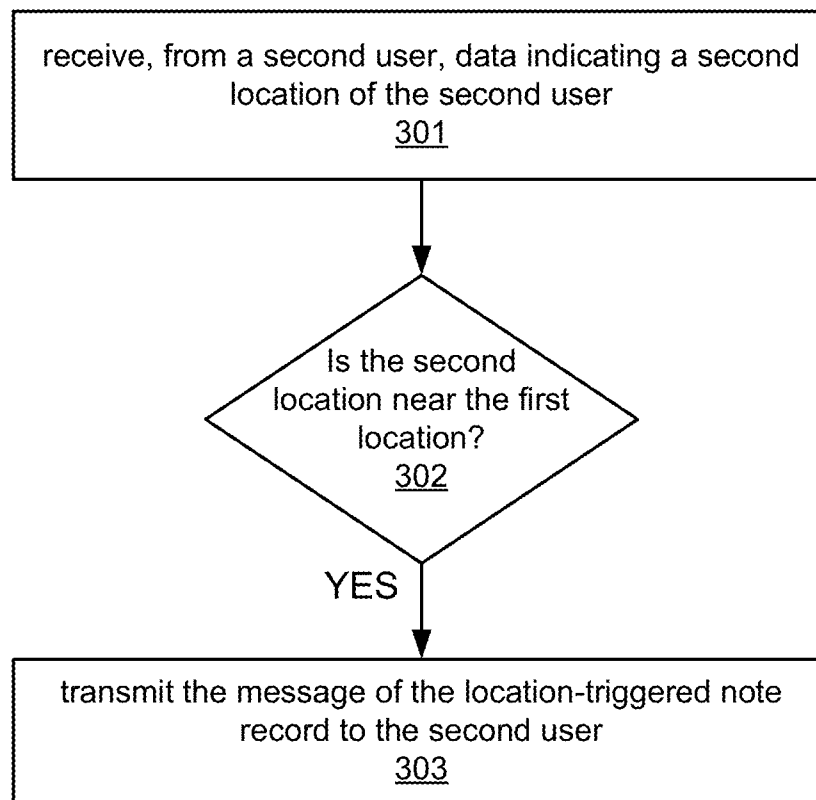 receive, from a second user, data indicating a second
location of the second user
301
Is the second
location near the first
location?
302
YES
transmit the message of the location-triggered note
record to the second user
303